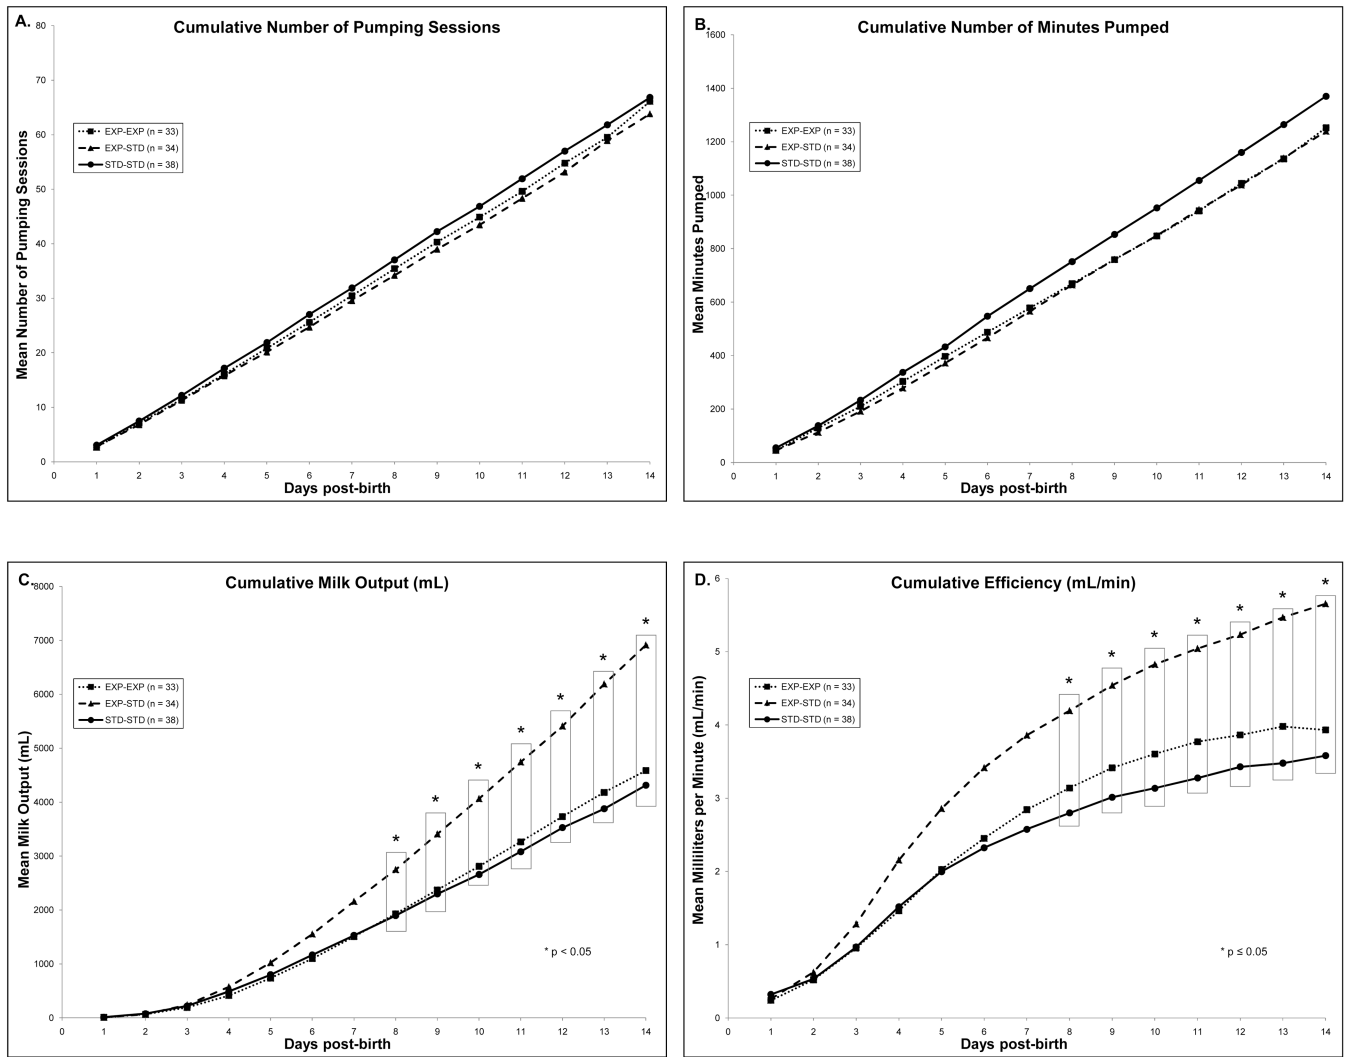 A.
Cumulative Number of Pumping Sessions
80
70
60
50
40
30
20
10
0
Mean Number of Pumping Sessions
EXP-EXP (n = 33)
EXP-STD (n = 34)
STD-STD (n = 38)
0 1 2 3 4 5 6 7 8 9 10 11 12 13 14
Days post-birth
B.
Cumulative Number of Minutes Pumped
1600
1400
1200
1000
800
600
400
200
0
Mean Minutes Pumped
EXP-EXP (n = 33)
EXP-STD (n = 34)
STD-STD (n = 38)
0 1 2 3 4 5 6 7 8 9 10 11 12 13 14
Days post-birth
C.
Cumulative Milk Output (mL)
8000
7000
6000
5000
4000
3000
2000
1000
0
Mean Milk Output (mL)
EXP-EXP (n = 33)
EXP-STD (n = 34)
STD-STD (n = 38)
* * * * * * *
* p < 0.05
0 1 2 3 4 5 6 7 8 9 10 11 12 13 14
Days post-birth
D.
Cumulative Efficiency (mL/min)
6
5
4
3
2
1
0
Mean Milliliters per Minute (mL/min)
EXP-EXP (n = 33)
EXP-STD (n = 34)
STD-STD (n = 38)
* * * * * * *
* p ≤ 0.05
0 1 2 3 4 5 6 7 8 9 10 11 12 13 14
Days post-birth